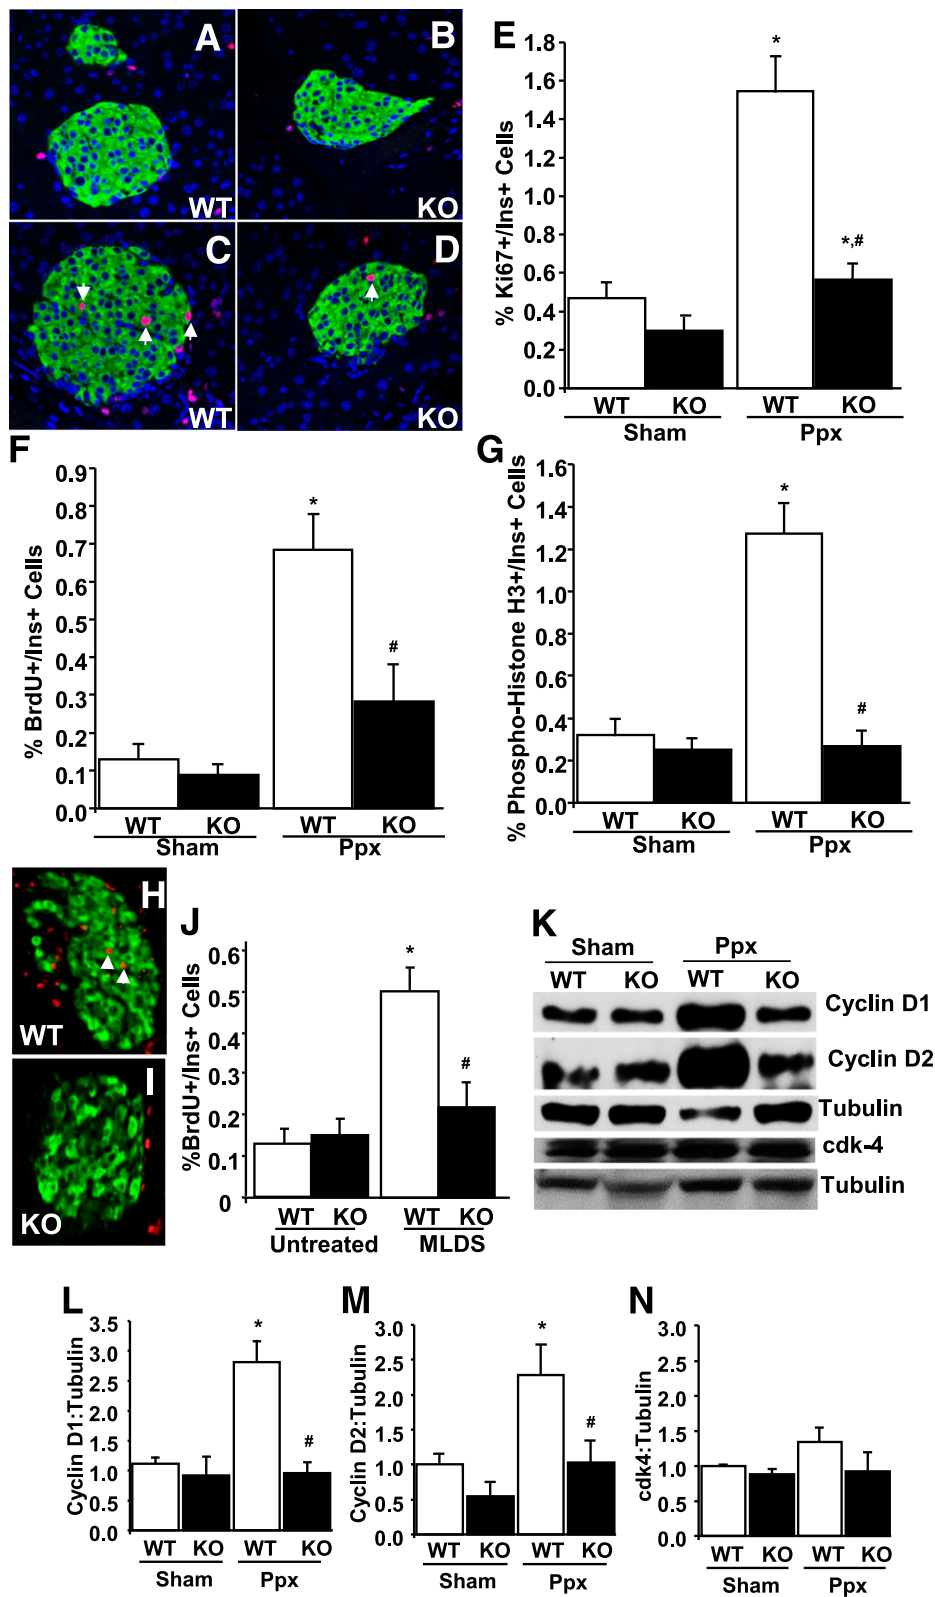 A
WT
B
KO
C
WT
D
KO
E
% Ki67+/Ins+ Cells
1.8
1.6
1.4
1.2
1.0
0.8
0.6
0.4
0.2
0.0
*
*,#
WT KO WT KO
Sham Ppx
F
% BrdU+/Ins+ Cells
0.9
0.8
0.7
0.6
0.5
0.4
0.3
0.2
0.1
0.0
*
#
WT KO WT KO
Sham Ppx
G
% Phospho-Histone H3+/Ins+ Cells
1.6
1.4
1.2
1.0
0.8
0.6
0.4
0.2
0.0
*
#
WT KO WT KO
Sham Ppx
H
WT
I
KO
J
%BrdU+/Ins+ Cells
0.6
0.5
0.4
0.3
0.2
0.1
0
*
#
WT KO WT KO
Untreated MLDS
K
Sham Ppx
WT KO WT KO
Cyclin D1
Cyclin D2
Tubulin
cdk-4
Tubulin
L
Cyclin D1:Tubulin
3.5
3.0
2.5
2.0
1.5
1.0
0.5
0.0
*
#
WT KO WT KO
Sham Ppx
M
Cyclin D2:Tubulin
3.0
2.5
2.0
1.5
1.0
0.5
0.0
*
#
WT KO WT KO
Sham Ppx
N
cdk4:Tubulin
3.0
2.5
2.0
1.5
1.0
0.5
0.0
WT KO WT KO
Sham Ppx